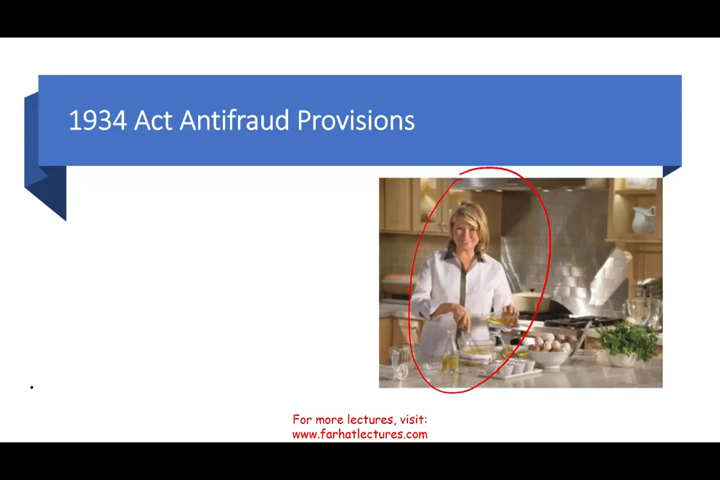 1934 Act Antifraud Provisions
For more lectures, visit:
www.farhatlectures.com